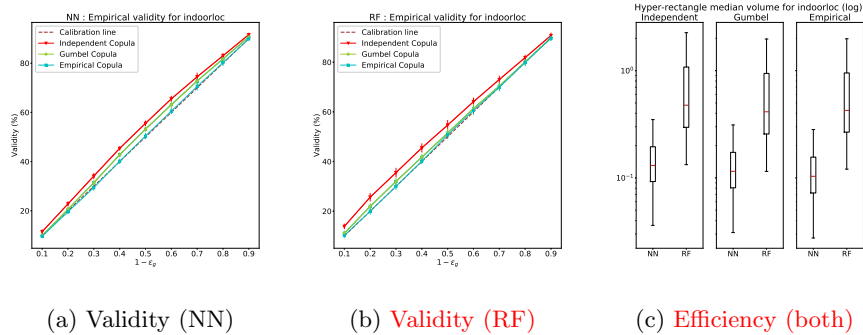 NN : Empirical validity for indoorloc
Calibration line
Independent Copula
Gumbel Copula
Empirical Copula
Validity (%)
80
60
40
20
0.1 0.2 0.3 0.4 0.5 0.6 0.7 0.8 0.9
1 − ϵg
(a) Validity (NN)
RF : Empirical validity for indoorloc
Calibration line
Independent Copula
Gumbel Copula
Empirical Copula
Validity (%)
80
60
40
20
0.1 0.2 0.3 0.4 0.5 0.6 0.7 0.8 0.9
1 − ϵg
(b) Validity (RF)
Hyper-rectangle median volume for indoorloc (log)
Independent Gumbel Empirical
10⁰
10⁻¹
NN RF NN RF NN RF
(c) Efficiency (both)